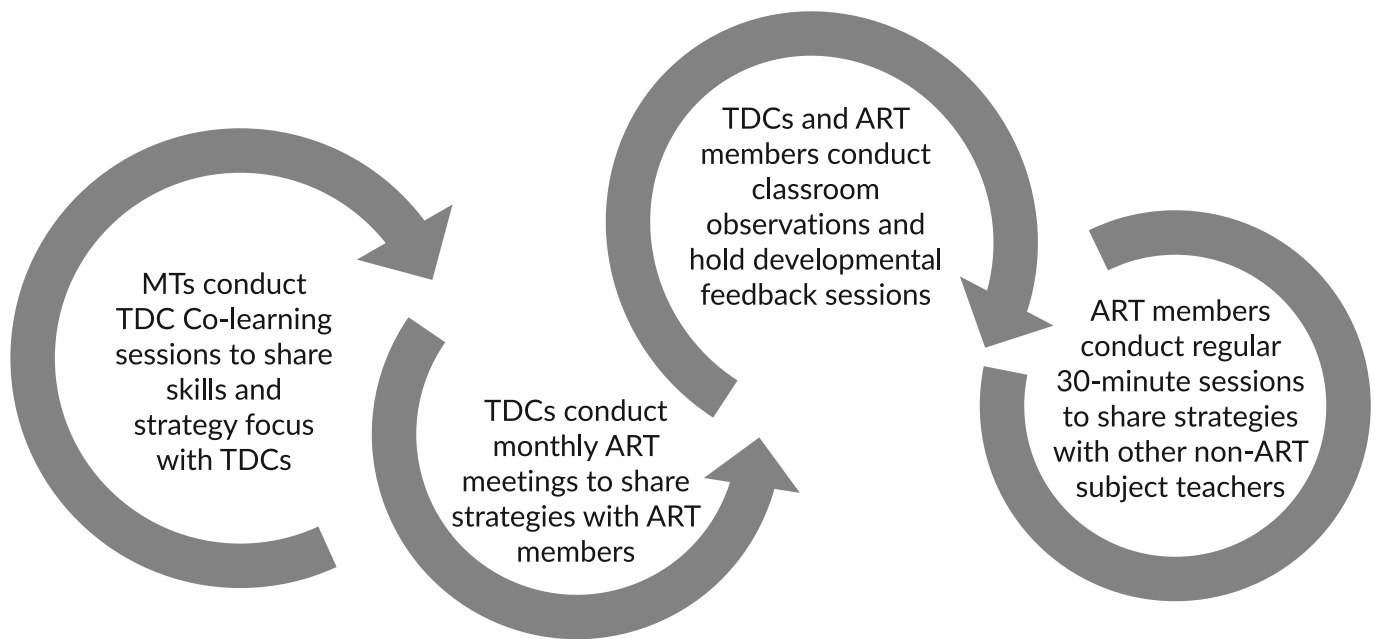 MTs conduct
TDC Co-learning
sessions to share
skills and
strategy focus
with TDCs
TDCs conduct
monthly ART
meetings to share
strategies with ART
members
TDCs and ART
members conduct
classroom
observations and
hold developmental
feedback sessions
ART members
conduct regular
30-minute sessions
to share strategies
with other non-ART
subject teachers